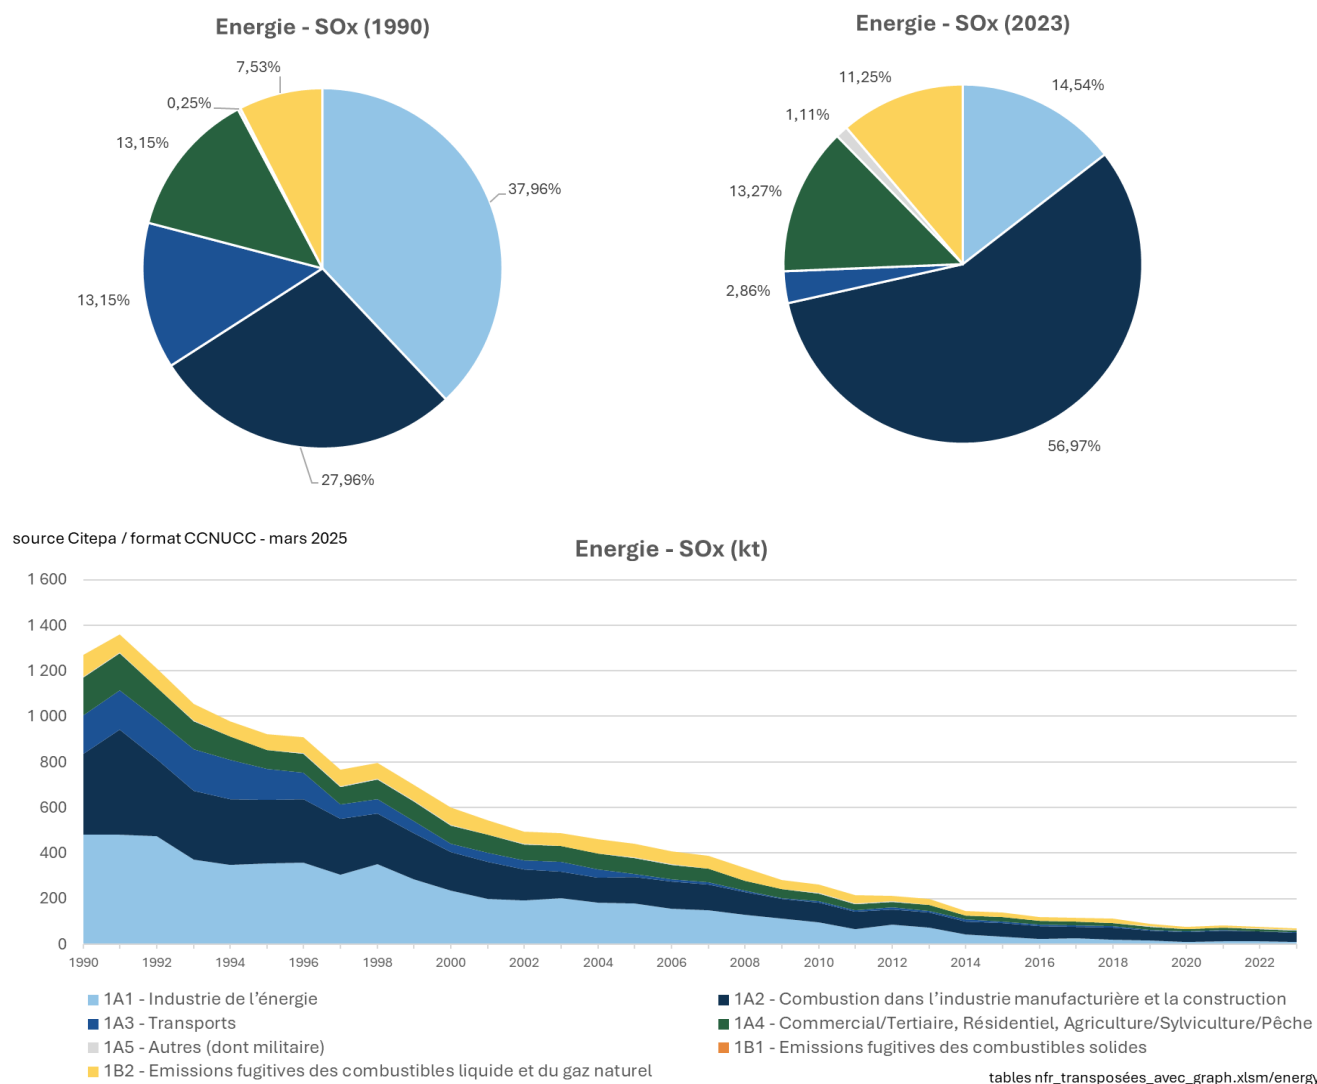 Energie - SOx (1990)
Energie - SOx (2023)
7,53%
0,25%
13,15%
37,96%
13,15%
27,96%
11,25%
14,54%
1,11%
13,27%
2,86%
56,97%
source Citepa / format CCNUCC - mars 2025
Energie - SOx (kt)
1 600
1 400
1 200
1 000
800
600
400
200
0
1990 1992 1994 1996 1998 2000 2002 2004 2006 2008 2010 2012 2014 2016 2018 2020 2022
1A1 - Industrie de l’énergie
1A2 - Combustion dans l’industrie manufacturière et la construction
1A3 - Transports
1A4 - Commercial/Tertiaire, Résidentiel, Agriculture/Sylviculture/Pêche
1A5 - Autres (dont militaire)
1B1 - Emissions fugitives des combustibles solides
1B2 - Emissions fugitives des combustibles liquide et du gaz naturel
tables nfr_transposées_avec_graph.xlsm/energy